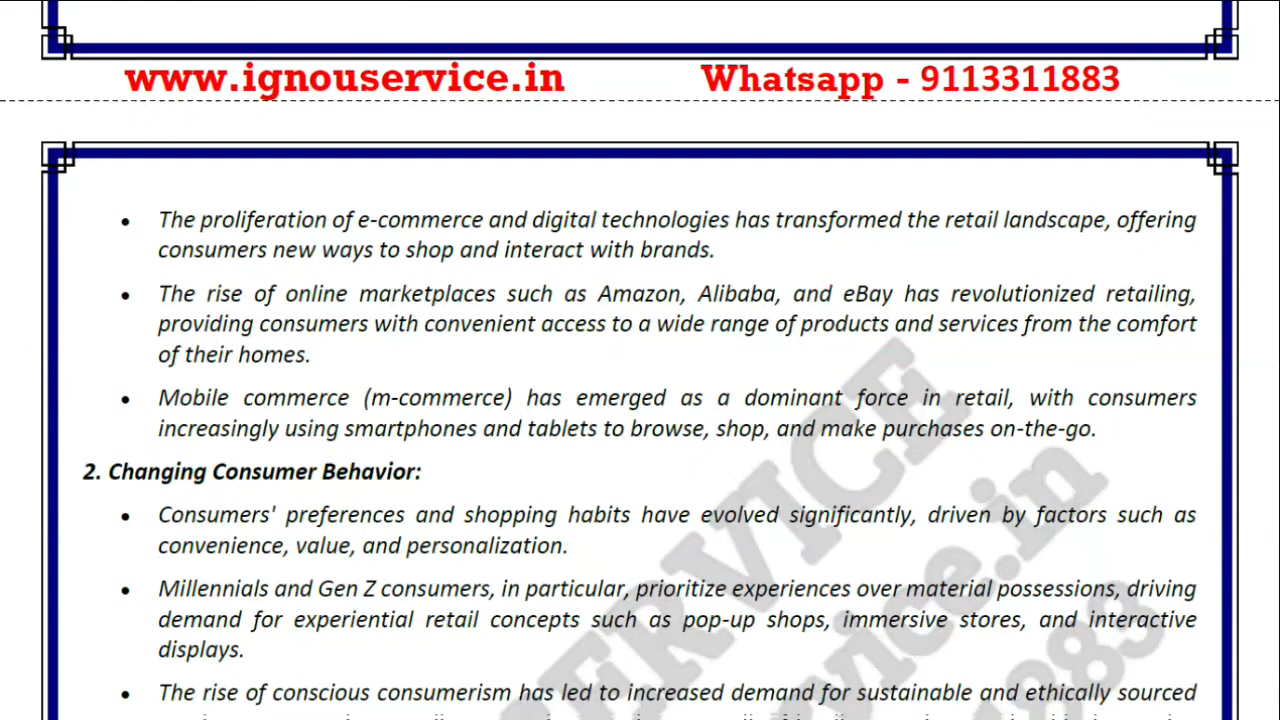 www.ignouservice.in Whatsapp - 9113311883
• The proliferation of e-commerce and digital technologies has transformed the retail landscape, offering
consumers new ways to shop and interact with brands.
• The rise of online marketplaces such as Amazon, Alibaba, and eBay has revolutionized retailing,
providing consumers with convenient access to a wide range of products and services from the comfort
of their homes.
• Mobile commerce (m-commerce) has emerged as a dominant force in retail, with consumers
increasingly using smartphones and tablets to browse, shop, and make purchases on-the-go.
2. Changing Consumer Behavior:
• Consumers' preferences and shopping habits have evolved significantly, driven by factors such as
convenience, value, and personalization.
• Millennials and Gen Z consumers, in particular, prioritize experiences over material possessions, driving
demand for experiential retail concepts such as pop-up shops, immersive stores, and interactive
displays.
• The rise of conscious consumerism has led to increased demand for sustainable and ethically sourced